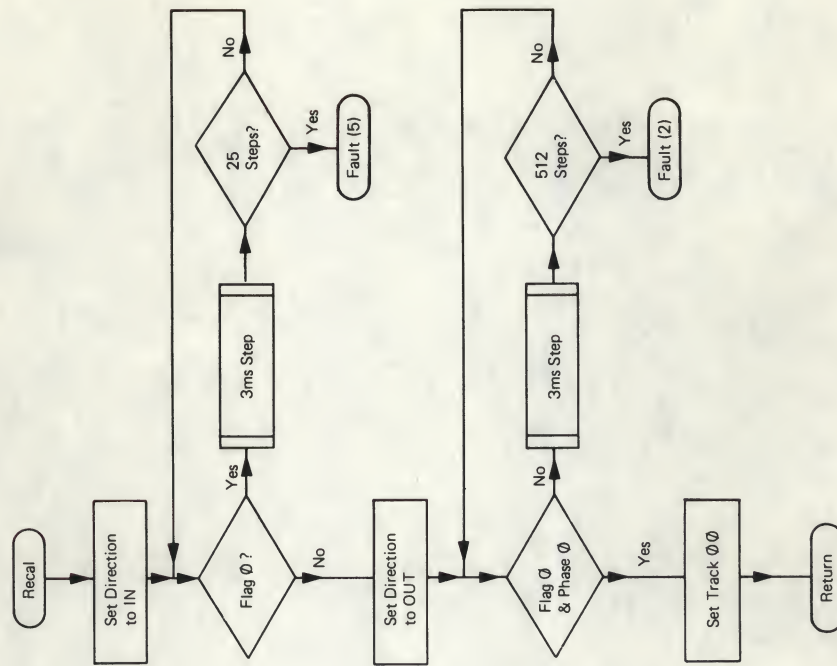 Recal
Set Direction
to IN
Flag Ø ?
Yes
3ms Step
25
Steps?
No
Yes
Fault (5)
No
Set Direction
to OUT
Flag Ø
& Phase Ø
No
3ms Step
512
Steps?
No
Yes
Fault (2)
Yes
Set Track Ø Ø
Return